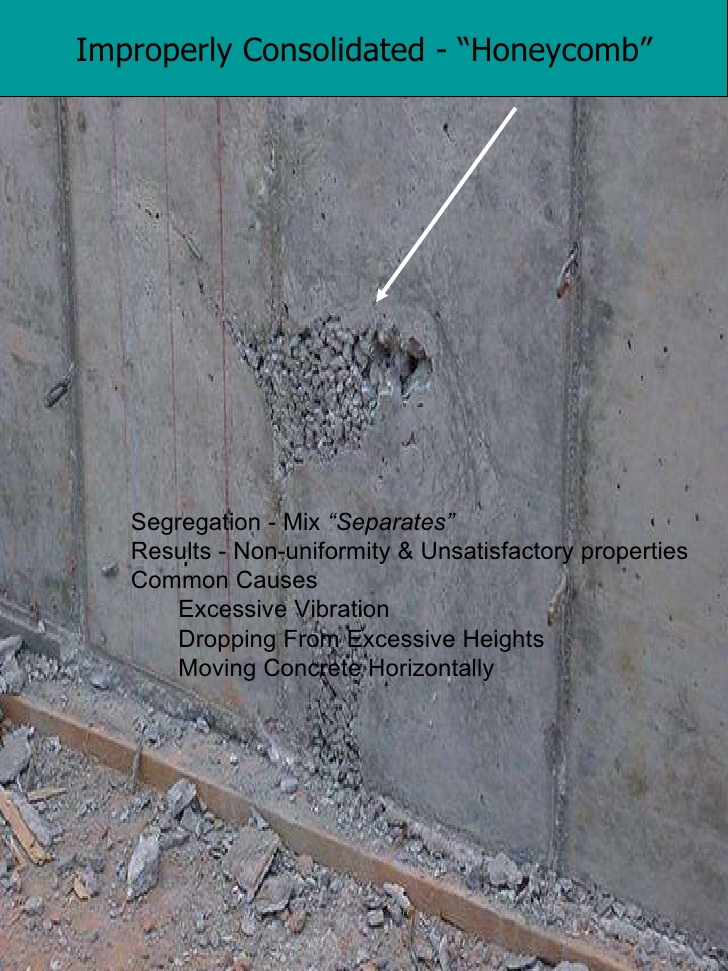 Improperly Consolidated - “Honeycomb”
Segregation - Mix “Separates”
Results - Non-uniformity & Unsatisfactory properties
Common Causes
Excessive Vibration
Dropping From Excessive Heights
Moving Concrete Horizontally